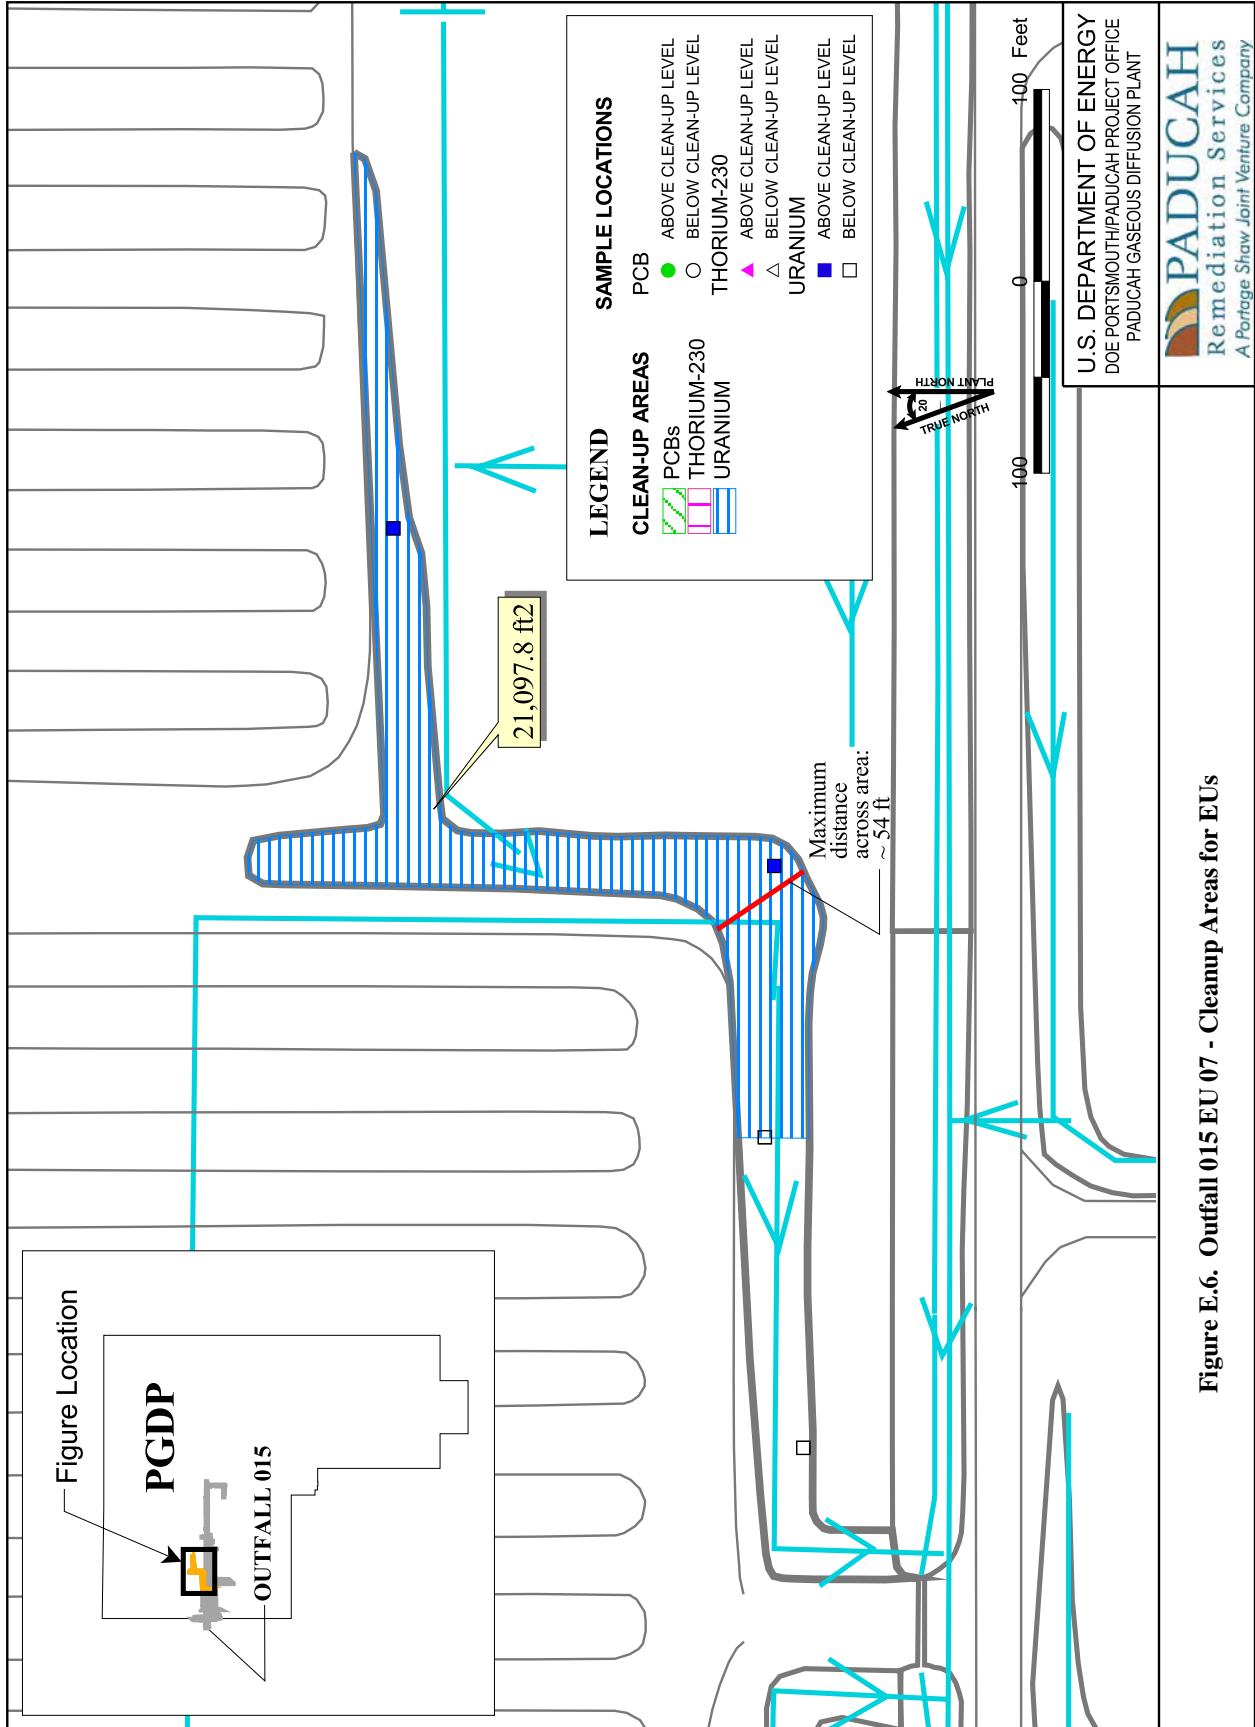 Figure Location
PGDP
OUTFALL 015
21,097.8 ft2
Maximum
distance
across area:
~ 54 ft
LEGEND
CLEAN-UP AREAS
PCBs
THORIUM-230
URANIUM
SAMPLE LOCATIONS
PCB
ABOVE CLEAN-UP LEVEL
BELOW CLEAN-UP LEVEL
THORIUM-230
ABOVE CLEAN-UP LEVEL
BELOW CLEAN-UP LEVEL
URANIUM
ABOVE CLEAN-UP LEVEL
BELOW CLEAN-UP LEVEL
PLANT NORTH
20
TRUE NORTH
100 0 100 Feet
U.S. DEPARTMENT OF ENERGY
DOE PORTSMOUTH/PADUCAH PROJECT OFFICE
PADUCAH GASEOUS DIFFUSION PLANT
PADUCAH
Remediation Services
A Portage Shaw Joint Venture Company
Figure E.6. Outfall 015 EU 07 - Cleanup Areas for EUs